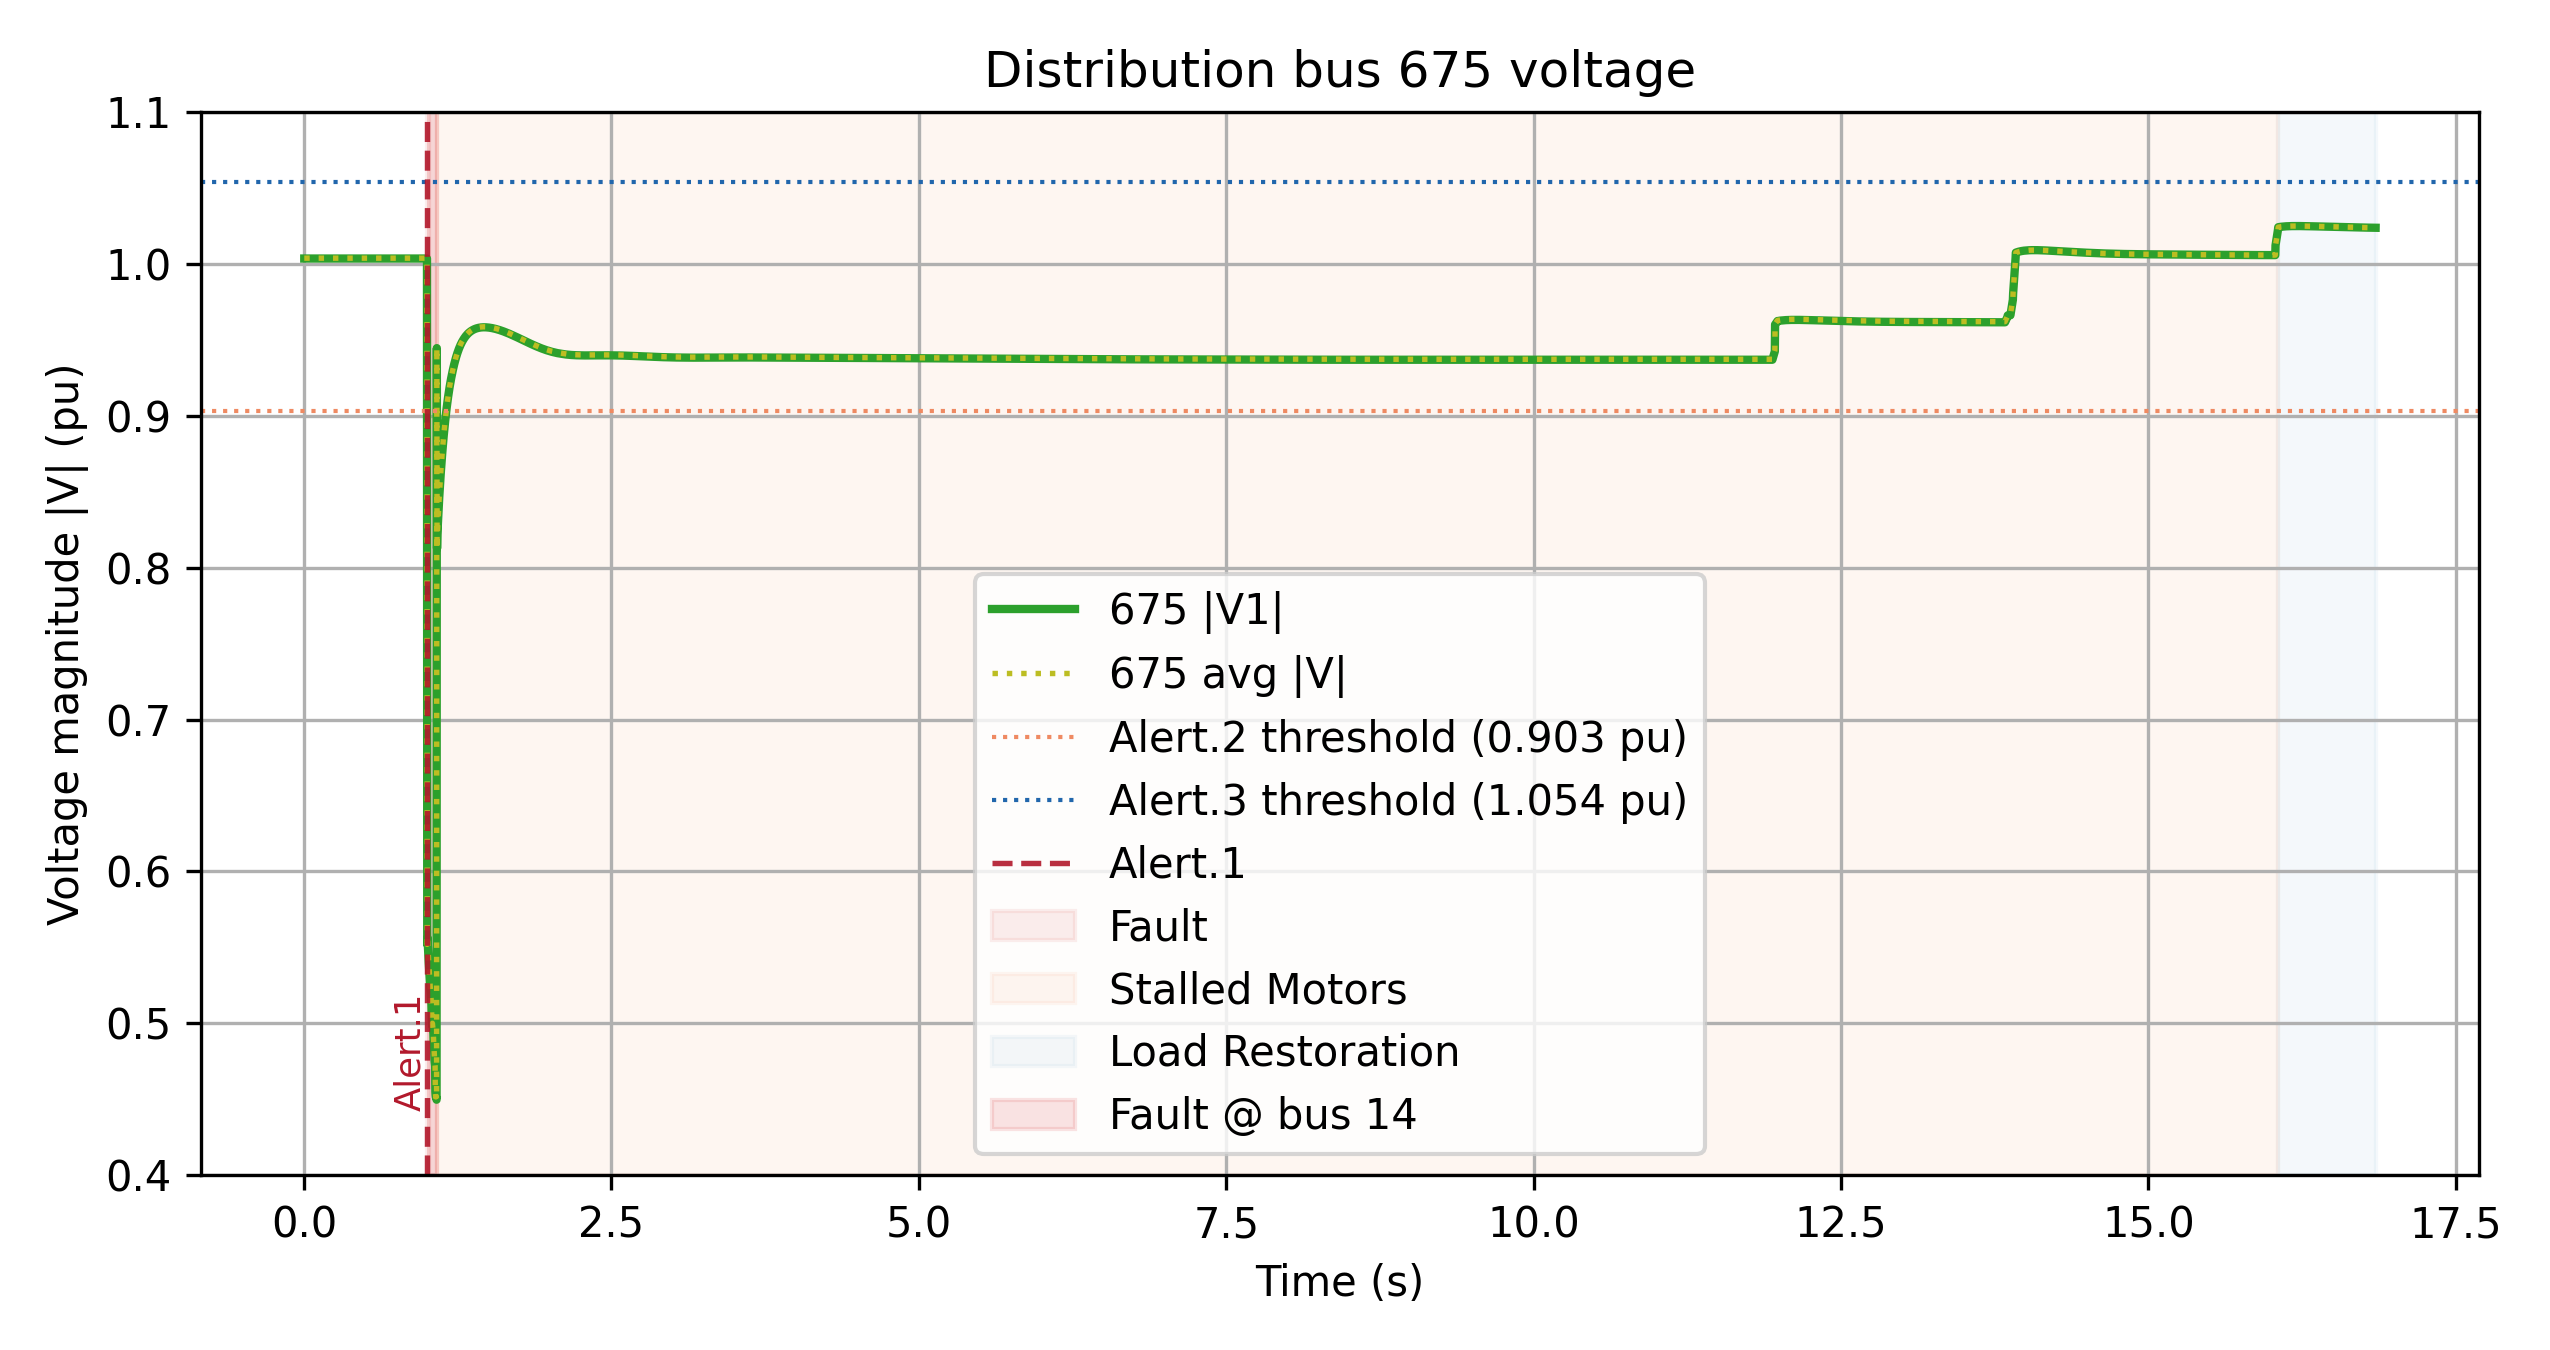 Distribution bus 675 voltage
Voltage magnitude |V| (pu)
1.1
1.0
0.9
0.8
0.7
0.6
0.5
0.4
Alert.1
675 |V1|
675 avg |V|
Alert.2 threshold (0.903 pu)
Alert.3 threshold (1.054 pu)
Alert.1
Fault
Stalled Motors
Load Restoration
Fault @ bus 14
0.0 2.5 5.0 7.5 10.0 12.5 15.0 17.5
Time (s)